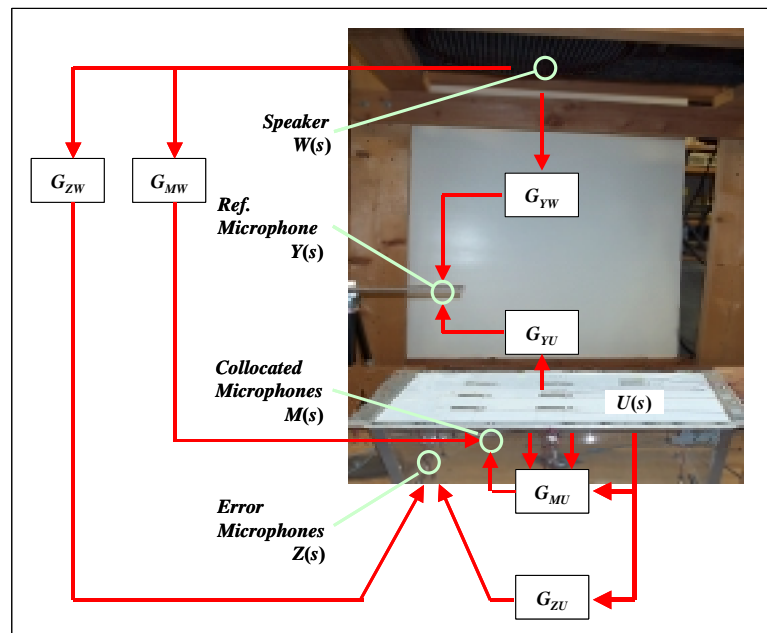 Speaker
W(s)
G_ZW
G_MW
G_YW
Ref.
Microphone
Y(s)
G_YU
Collocated
Microphones
M(s)
U(s)
G_MU
Error
Microphones
Z(s)
G_ZU